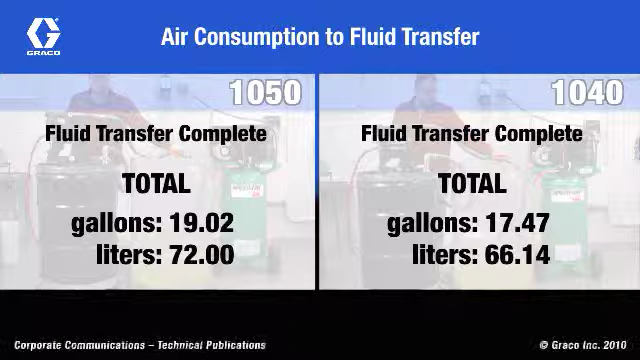 GRACO
Air Consumption to Fluid Transfer
1050
Fluid Transfer Complete
TOTAL
gallons: 19.02
liters: 72.00
1040
Fluid Transfer Complete
TOTAL
gallons: 17.47
liters: 66.14
Corporate Communications – Technical Publications
© Graco Inc. 2010